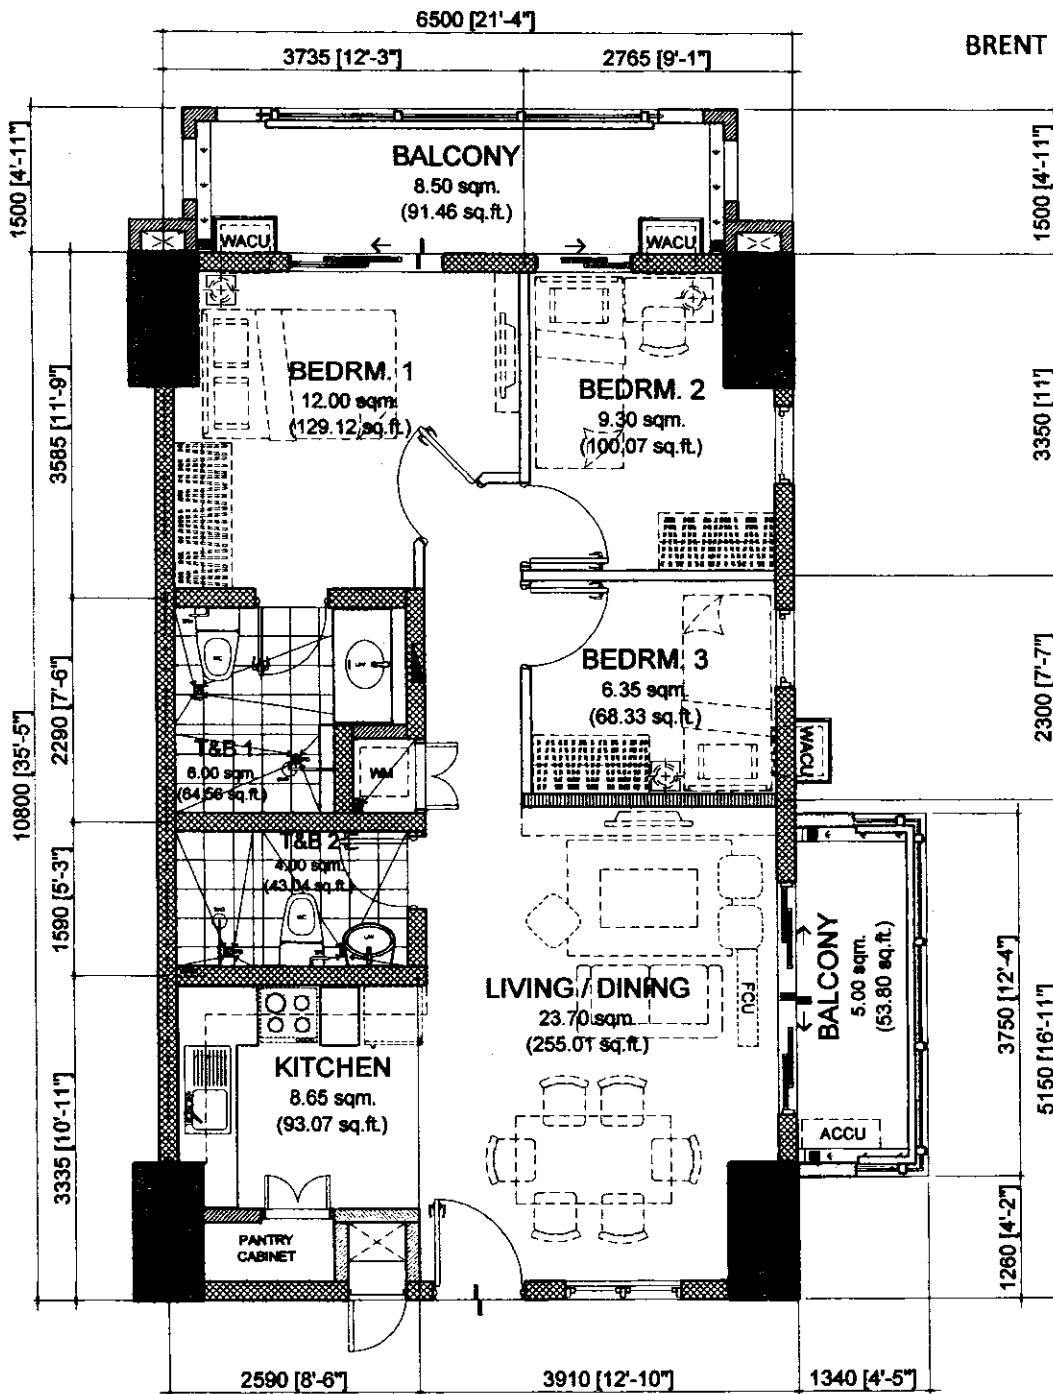 6500 [21'-4"]
BRENT
3735 [12'-3"]
2765 [9'-1"]
1500 [4'-11"]
1500 [4'-11"]
BALCONY
8.50 sqm.
(91.46 sq.ft.)
WACU
WACU
3585 [11'-9"]
3350 [11']
BEDRM. 1
12.00 sqm.
(129.12 sq.ft.)
BEDRM. 2
9.30 sqm.
(100.07 sq.ft.)
10800 [35'-5"]
2290 [7'-6"]
2300 [7'-7"]
BEDRM. 3
6.35 sqm.
(68.33 sq.ft.)
WACU
T&B 1
6.00 sqm.
(64.56 sq.ft.)
WM
T&B 2
4.00 sqm.
(43.04 sq.ft.)
1590 [5'-3"]
LIVING / DINING
23.70 sqm.
(255.01 sq.ft.)
FCU
BALCONY
5.00 sqm.
(53.80 sq.ft.)
3750 [12'-4"]
5150 [16'-11"]
KITCHEN
8.65 sqm.
(93.07 sq.ft.)
ACCU
3335 [10'-11"]
PANTRY
CABINET
1260 [4'-2"]
2590 [8'-6"]
3910 [12'-10"]
1340 [4'-5"]